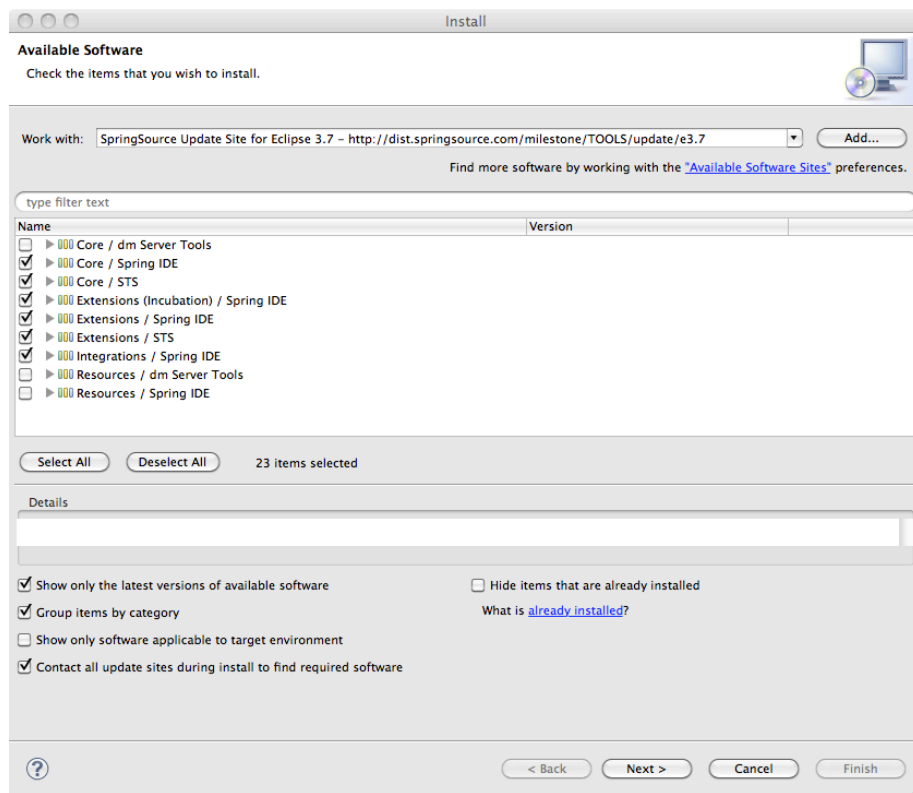 Install
Available Software
Check the items that you wish to install.
Work with: SpringSource Update Site for Eclipse 3.7 – http://dist.springsource.com/milestone/TOOLS/update/e3.7 Add...
Find more software by working with the "Available Software Sites" preferences.
type filter text
Name Version
Core / dm Server Tools
Core / Spring IDE
Core / STS
Extensions (Incubation) / Spring IDE
Extensions / Spring IDE
Extensions / STS
Integrations / Spring IDE
Resources / dm Server Tools
Resources / Spring IDE
Select All Deselect All 23 items selected
Details
Show only the latest versions of available software Hide items that are already installed
Group items by category What is already installed?
Show only software applicable to target environment
Contact all update sites during install to find required software
? < Back Next > Cancel Finish